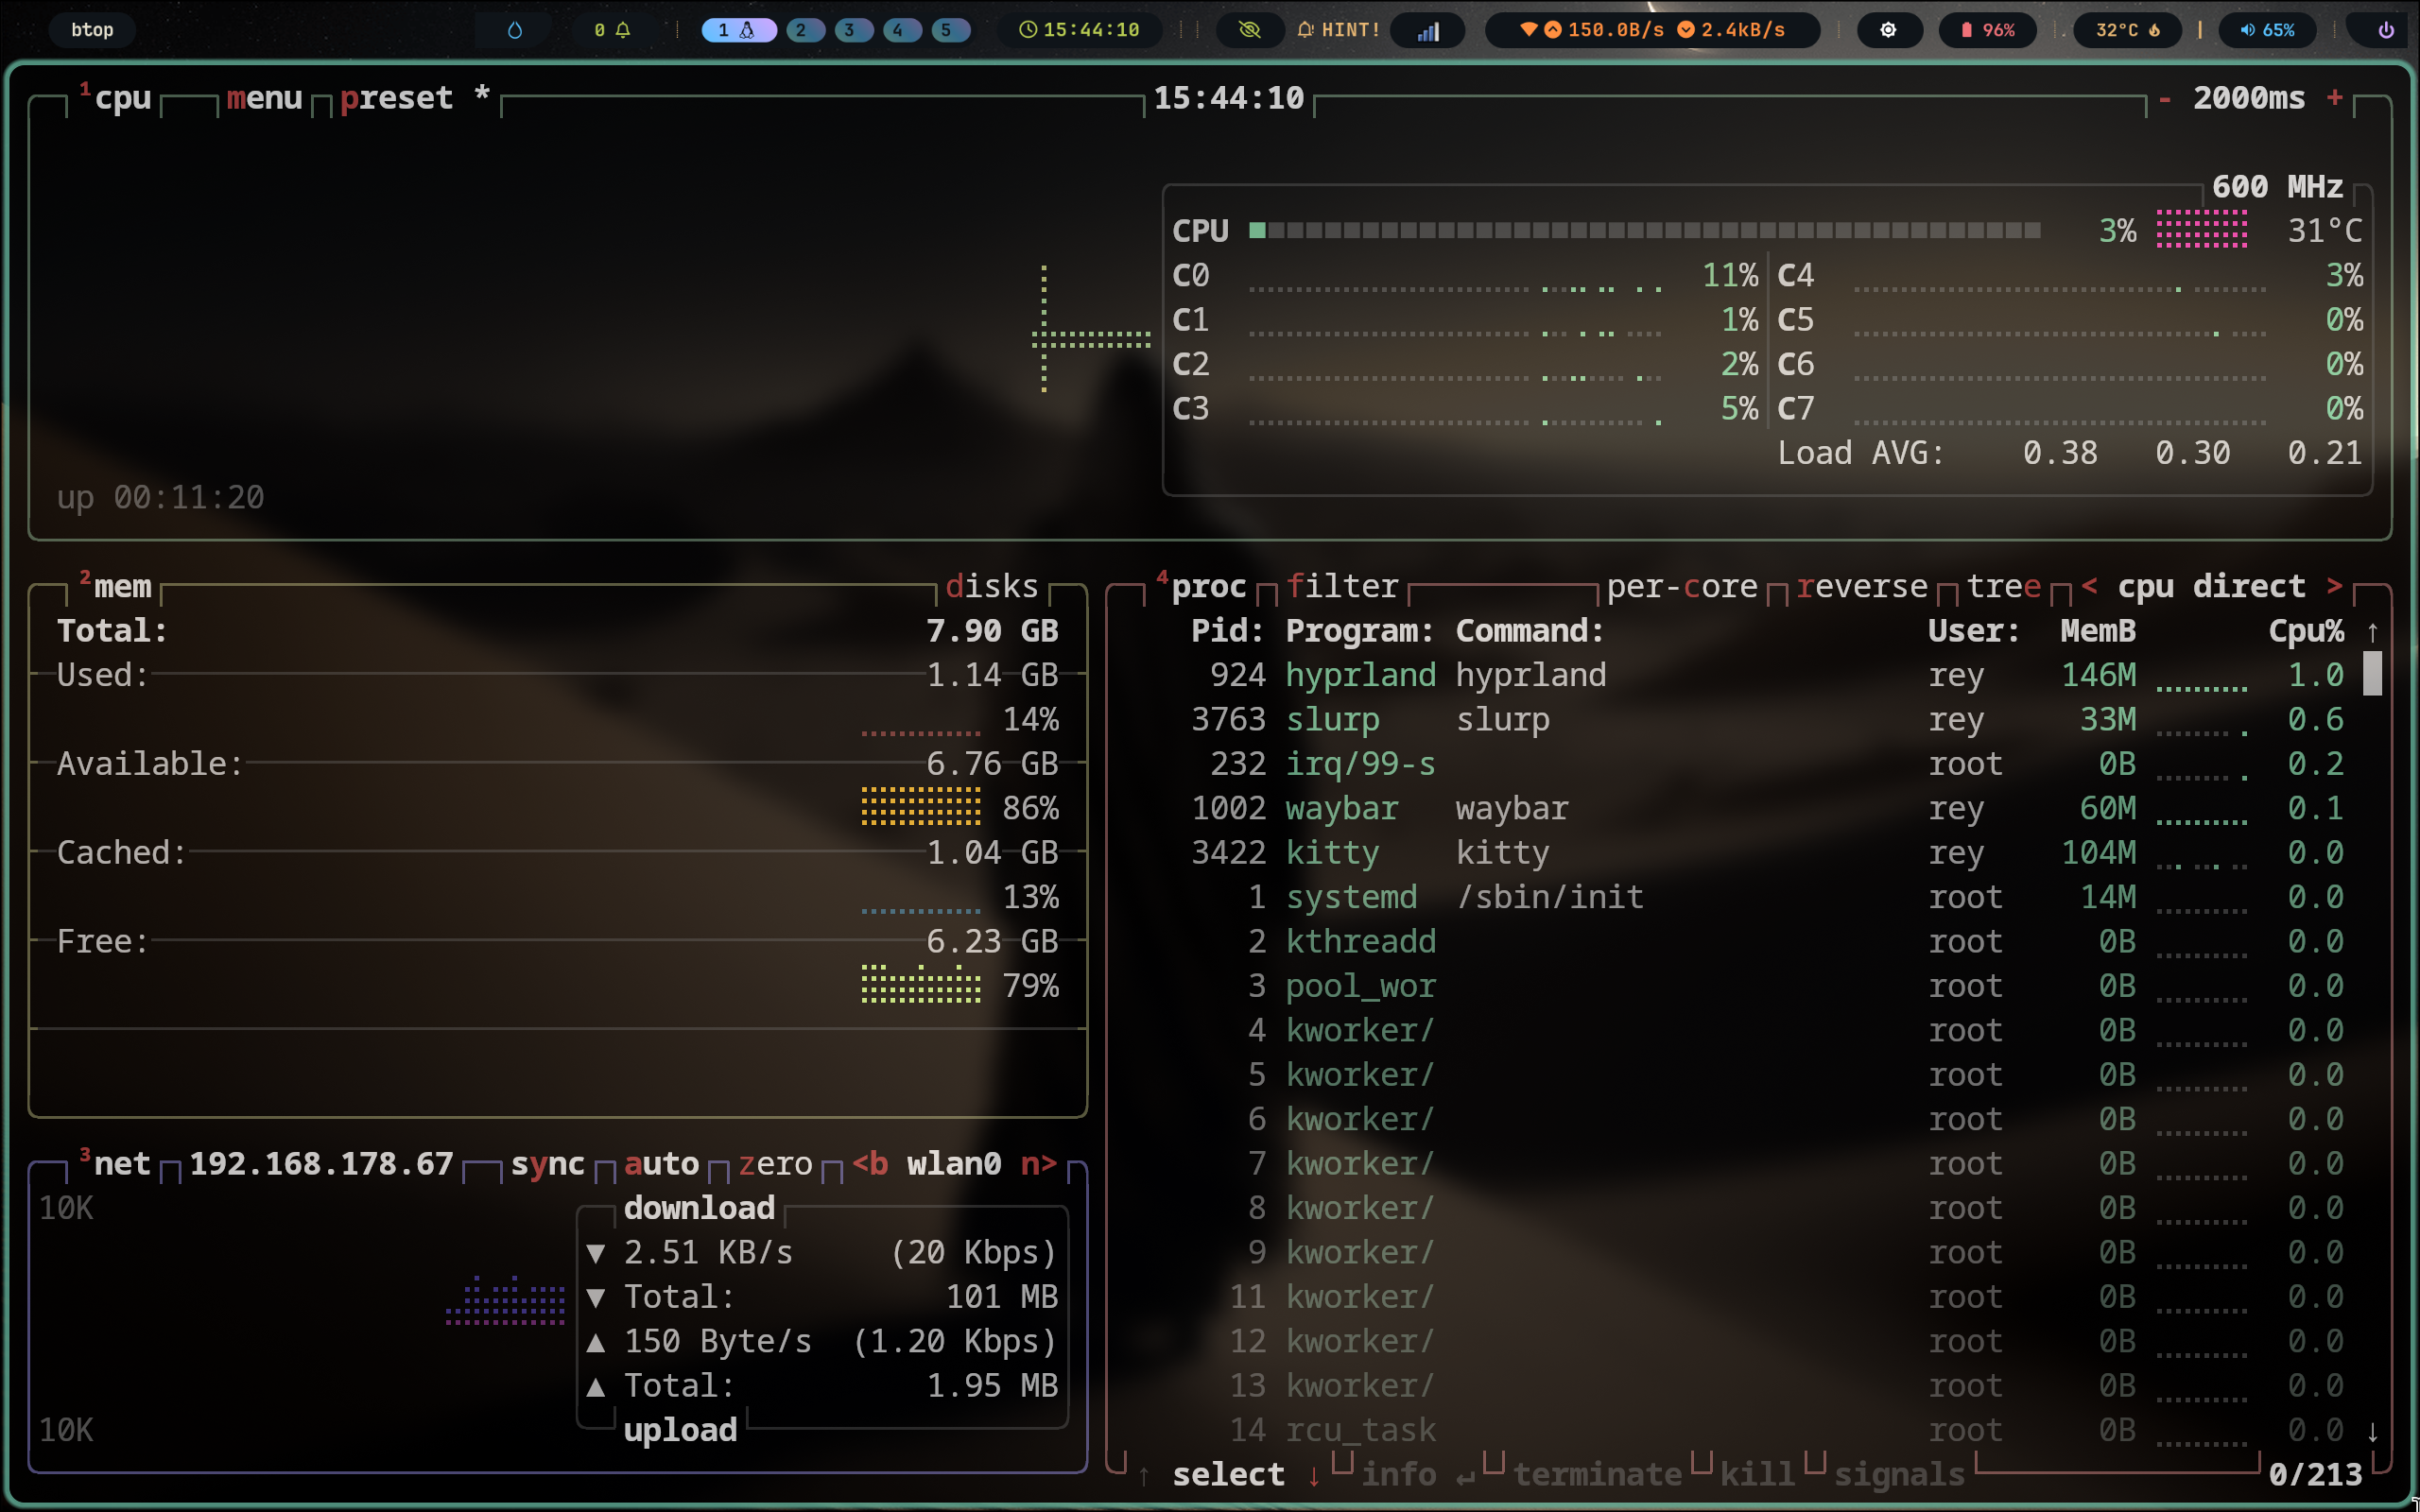 btop 0 1 2 3 4 5 15:44:10 HINT! 150.0B/s 2.4kB/s 96% 32°C 65%
1cpu menu preset * 15:44:10 - 2000ms +
600 MHz
CPU 3% 31°C
C0 11% C4 3%
C1 1% C5 0%
C2 2% C6 0%
C3 5% C7 0%
Load AVG: 0.38 0.30 0.21
up 00:11:20
2mem disks
Total: 7.90 GB
Used: 1.14 GB
14%
Available: 6.76 GB
86%
Cached: 1.04 GB
13%
Free: 6.23 GB
79%
3net 192.168.178.67 sync auto zero <b wlan0 n>
10K
download
▼ 2.51 KB/s (20 Kbps)
▼ Total: 101 MB
▲ 150 Byte/s (1.20 Kbps)
▲ Total: 1.95 MB
10K
upload
4proc filter per-core reverse tree < cpu direct >
Pid: Program: Command: User: MemB Cpu% ↑
924 hyprland hyprland rey 146M 1.0
3763 slurp slurp rey 33M 0.6
232 irq/99-s root 0B 0.2
1002 waybar waybar rey 60M 0.1
3422 kitty kitty rey 104M 0.0
1 systemd /sbin/init root 14M 0.0
2 kthreadd root 0B 0.0
3 pool_wor root 0B 0.0
4 kworker/ root 0B 0.0
5 kworker/ root 0B 0.0
6 kworker/ root 0B 0.0
7 kworker/ root 0B 0.0
8 kworker/ root 0B 0.0
9 kworker/ root 0B 0.0
11 kworker/ root 0B 0.0
12 kworker/ root 0B 0.0
13 kworker/ root 0B 0.0
14 rcu_task root 0B 0.0 ↓
↑ select ↓ info ↵ terminate kill signals 0/213